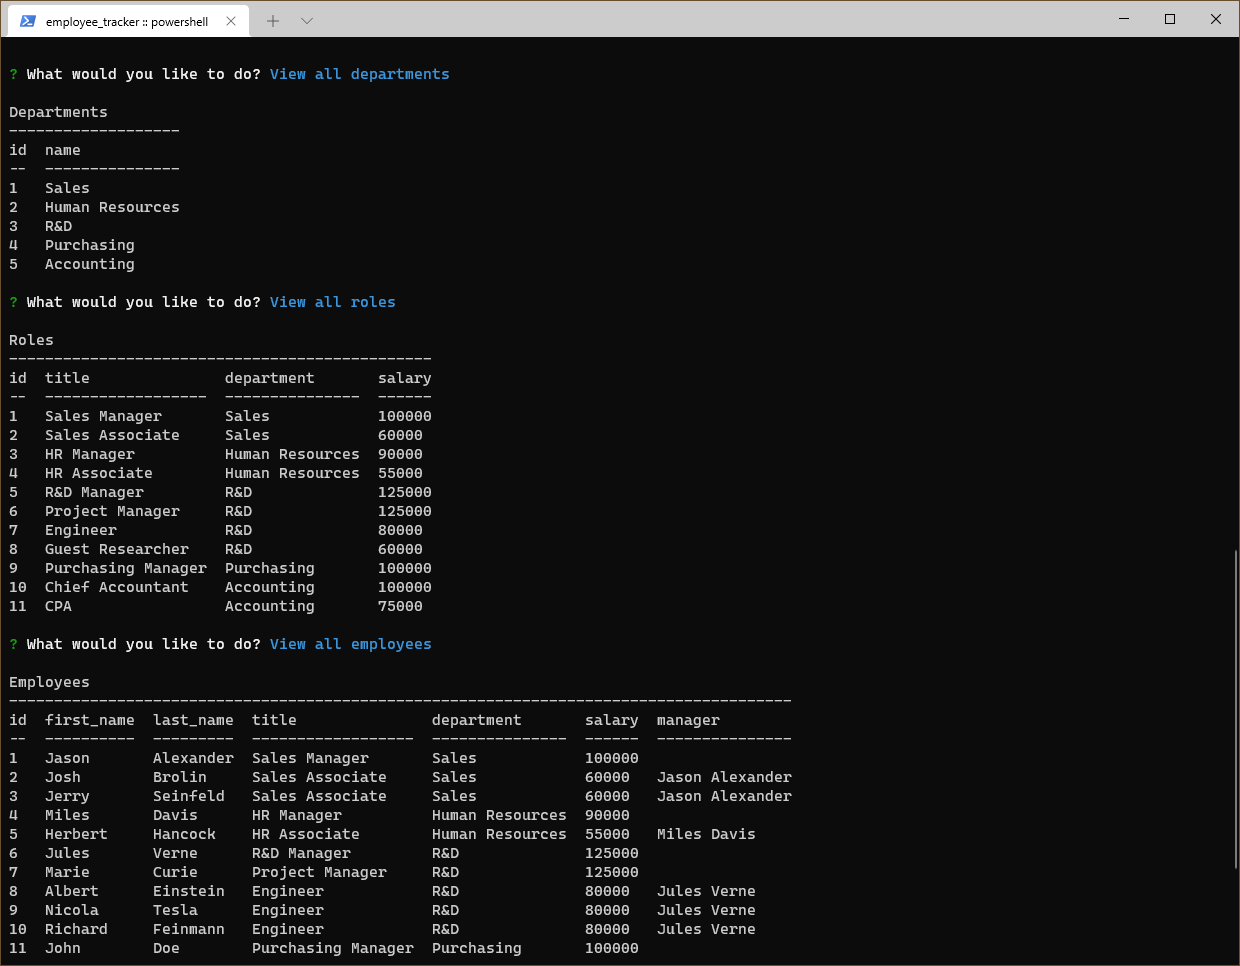 employee_tracker :: powershell
? What would you like to do? View all departments
Departments
-------------------
id  name
--  ---------------
1   Sales
2   Human Resources
3   R&D
4   Purchasing
5   Accounting
? What would you like to do? View all roles
Roles
-----------------------------------------------
id  title               department       salary
--  ------------------  ---------------  ------
1   Sales Manager       Sales            100000
2   Sales Associate     Sales            60000
3   HR Manager          Human Resources  90000
4   HR Associate        Human Resources  55000
5   R&D Manager         R&D              125000
6   Project Manager     R&D              125000
7   Engineer            R&D              80000
8   Guest Researcher    R&D              60000
9   Purchasing Manager  Purchasing       100000
10  Chief Accountant    Accounting       100000
11  CPA                 Accounting       75000
? What would you like to do? View all employees
Employees
---------------------------------------------------------------------------------------
id  first_name  last_name  title               department       salary  manager
--  ----------  ---------  ------------------  ---------------  ------  ---------------
1   Jason       Alexander  Sales Manager       Sales            100000
2   Josh        Brolin     Sales Associate     Sales            60000   Jason Alexander
3   Jerry       Seinfeld   Sales Associate     Sales            60000   Jason Alexander
4   Miles       Davis      HR Manager          Human Resources  90000
5   Herbert     Hancock    HR Associate        Human Resources  55000   Miles Davis
6   Jules       Verne      R&D Manager         R&D              125000
7   Marie       Curie      Project Manager     R&D              125000
8   Albert      Einstein   Engineer            R&D              80000   Jules Verne
9   Nicola      Tesla      Engineer            R&D              80000   Jules Verne
10  Richard     Feinmann   Engineer            R&D              80000   Jules Verne
11  John        Doe        Purchasing Manager  Purchasing       100000